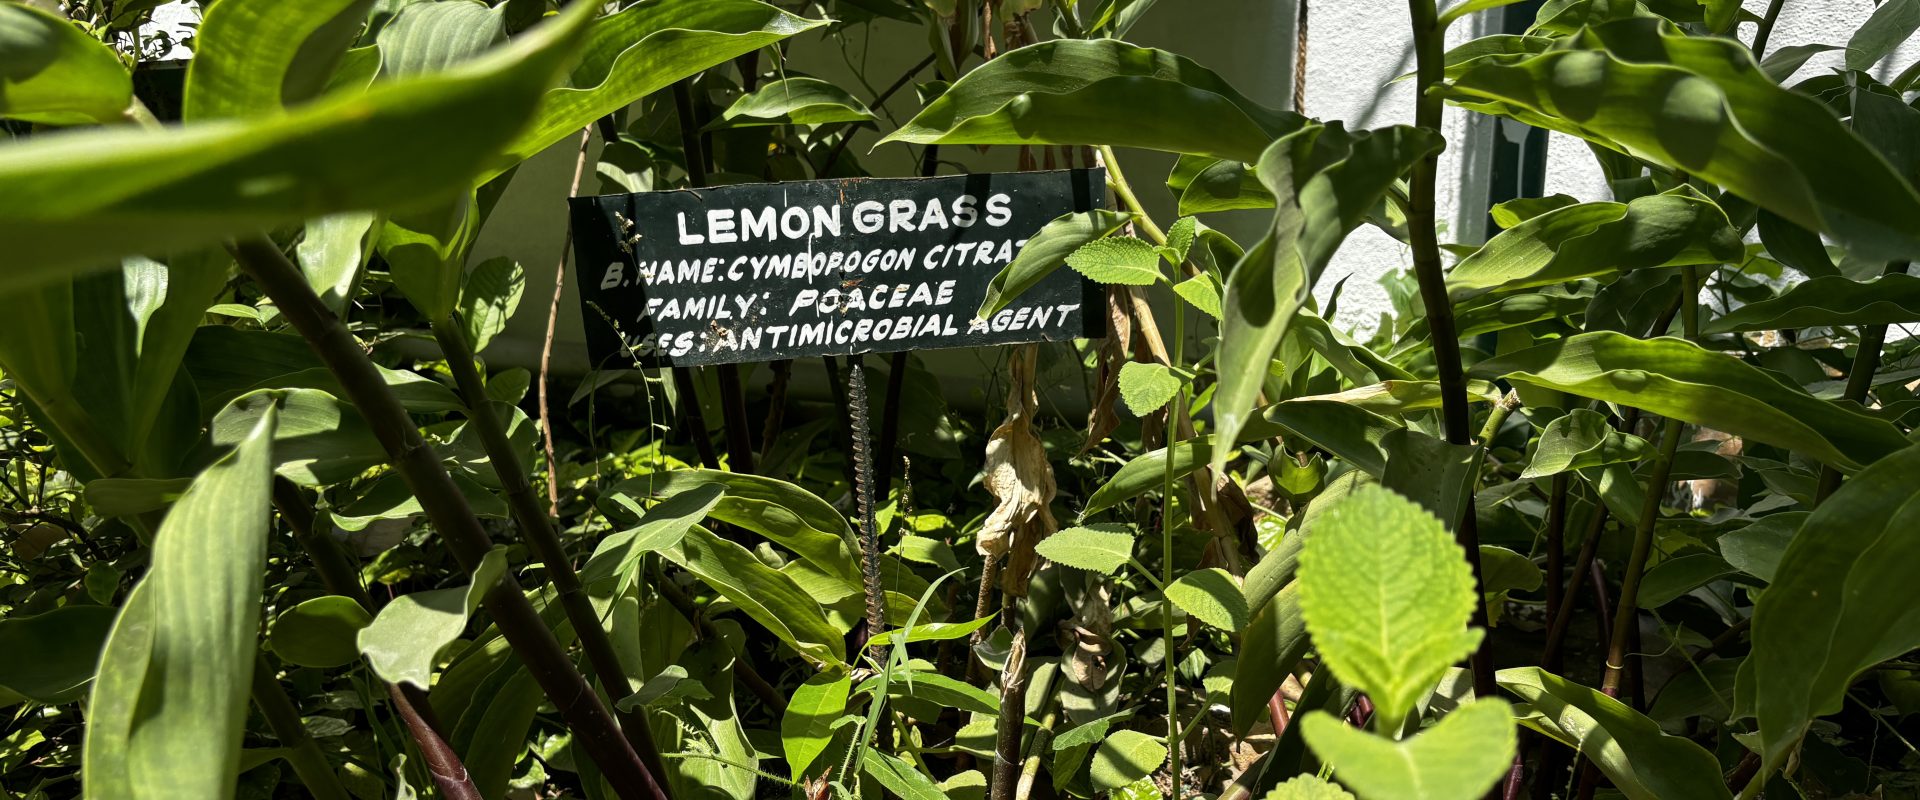 LEMON GRASS
B. NAME: CYMBOPOGON CITRAT
FAMILY: POACEAE
USES: ANTIMICROBIAL AGENT